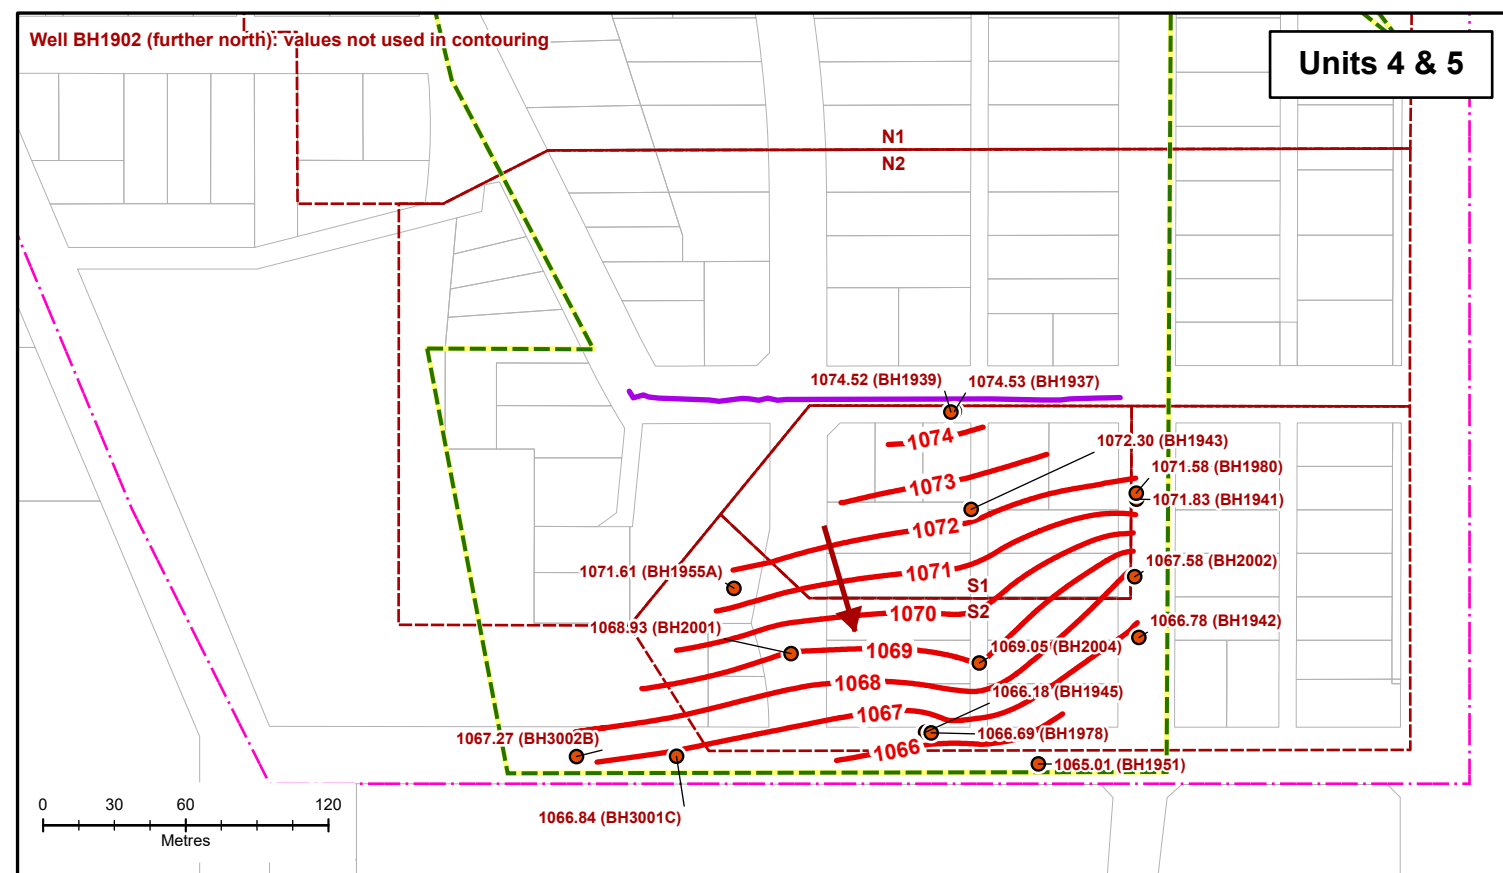 Well BH1902 (further north): values not used in contouring
Units 4 & 5
N1
N2
1074.52 (BH1939)
1074.53 (BH1937)
1074
1072.30 (BH1943)
1073
1071.58 (BH1980)
1071.83 (BH1941)
1072
1071
1071.61 (BH1955A)
1067.58 (BH2002)
S1
S2
1070
1068.93 (BH2001)
1066.78 (BH1942)
1069
1069.05 (BH2004)
1068
1066.18 (BH1945)
1067
1067.27 (BH3002B)
1066.69 (BH1978)
1066
1065.01 (BH1951)
1066.84 (BH3001C)
0 30 60 120
Metres